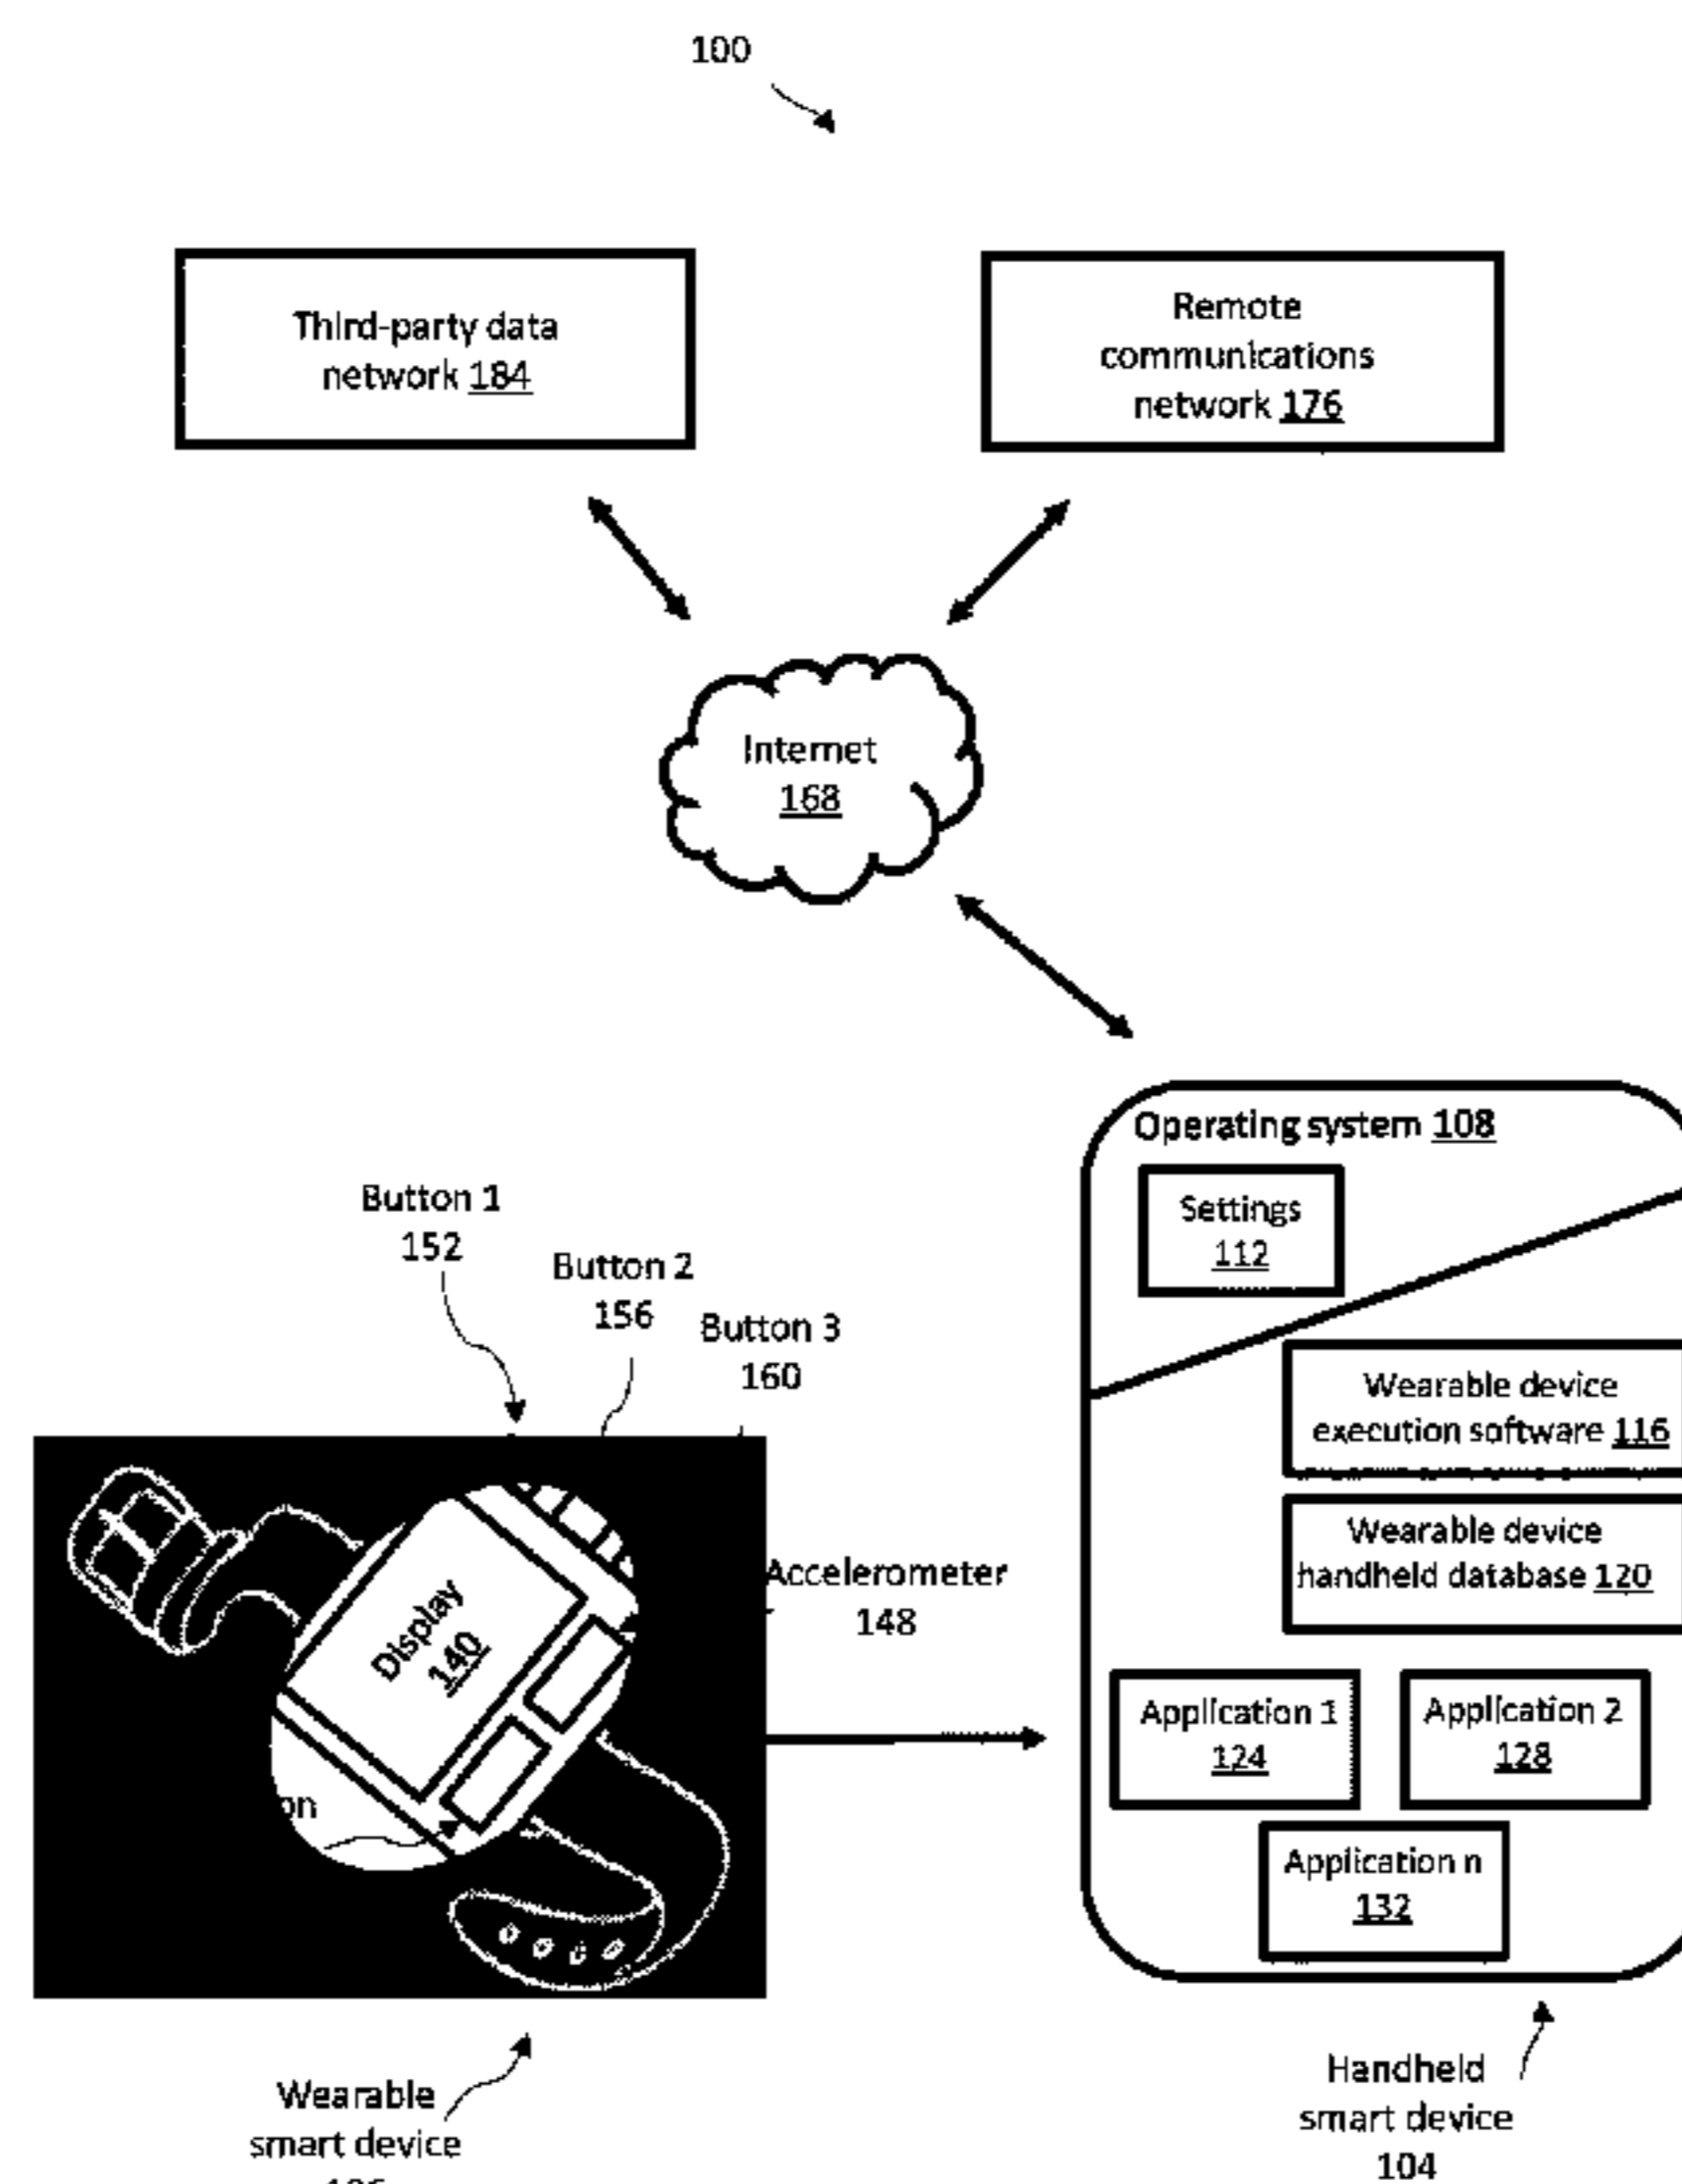 100
Third-party data
network 184
Remote
communications
network 176
Internet
168
Operating system 108
Settings
112
Button 1
152
Button 2
156
Button 3
160
Wearable device
execution software 116
Wearable device
handheld database 120
Accelerometer
148
Display
140
on
Application 1
124
Application 2
128
Application n
132
Wearable
smart device
Handheld
smart device
104